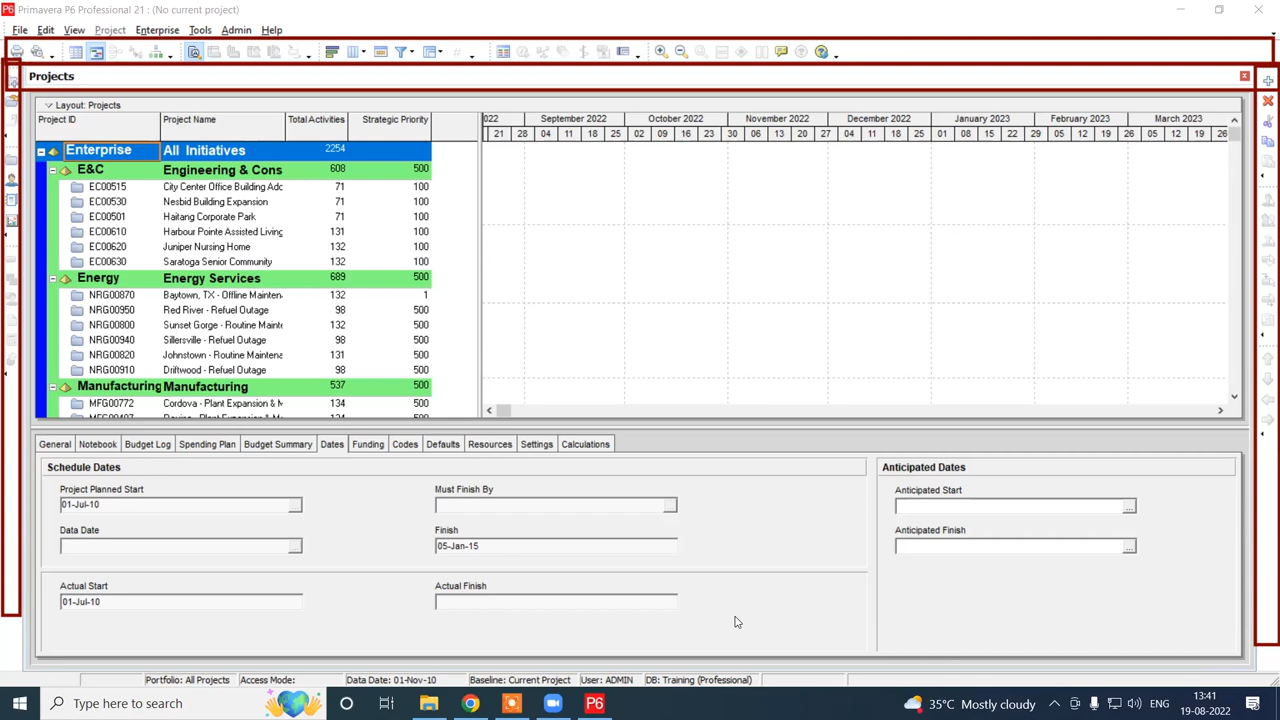 P6 Primavera P6 Professional 21 : (No current project)
File Edit View Project Enterprise Tools Admin Help
Projects
Layout: Projects
Project ID Project Name Total Activities Strategic Priority
022 September 2022 October 2022 November 2022 December 2022 January 2023 February 2023 March 2023
21 28 04 11 18 25 02 09 16 23 30 06 13 20 27 04 11 18 25 01 08 15 22 29 05 12 19 26 05 12 19 26
Enterprise All Initiatives 2254
E&C Engineering & Cons 608 500
EC00515 City Center Office Building Adc 71 100
EC00530 Nesbid Building Expansion 71 100
EC00501 Haitang Corporate Park 71 100
EC00610 Harbour Pointe Assisted Living 131 100
EC00620 Juniper Nursing Home 132 100
EC00630 Saratoga Senior Community 132 100
Energy Energy Services 689 500
NRG00870 Baytown, TX - Offline Mainten 132 1
NRG00950 Red River - Refuel Outage 98 500
NRG00800 Sunset Gorge - Routine Mainte 132 500
NRG00940 Sillersville - Refuel Outage 98 500
NRG00820 Johnstown - Routine Maintena 131 500
NRG00910 Driftwood - Refuel Outage 98 500
Manufacturing Manufacturing 537 500
MFG00772 Cordova - Plant Expansion & M 134 500
General Notebook Budget Log Spending Plan Budget Summary Dates Funding Codes Defaults Resources Settings Calculations
Schedule Dates Anticipated Dates
Project Planned Start Must Finish By Anticipated Start
01-Jul-10
Data Date Finish Anticipated Finish
05-Jan-15
Actual Start Actual Finish
01-Jul-10
Portfolio: All Projects Access Mode: Data Date: 01-Nov-10 Baseline: Current Project User: ADMIN DB: Training (Professional)
Type here to search P6 35°C Mostly cloudy ENG 13:41
19-08-2022